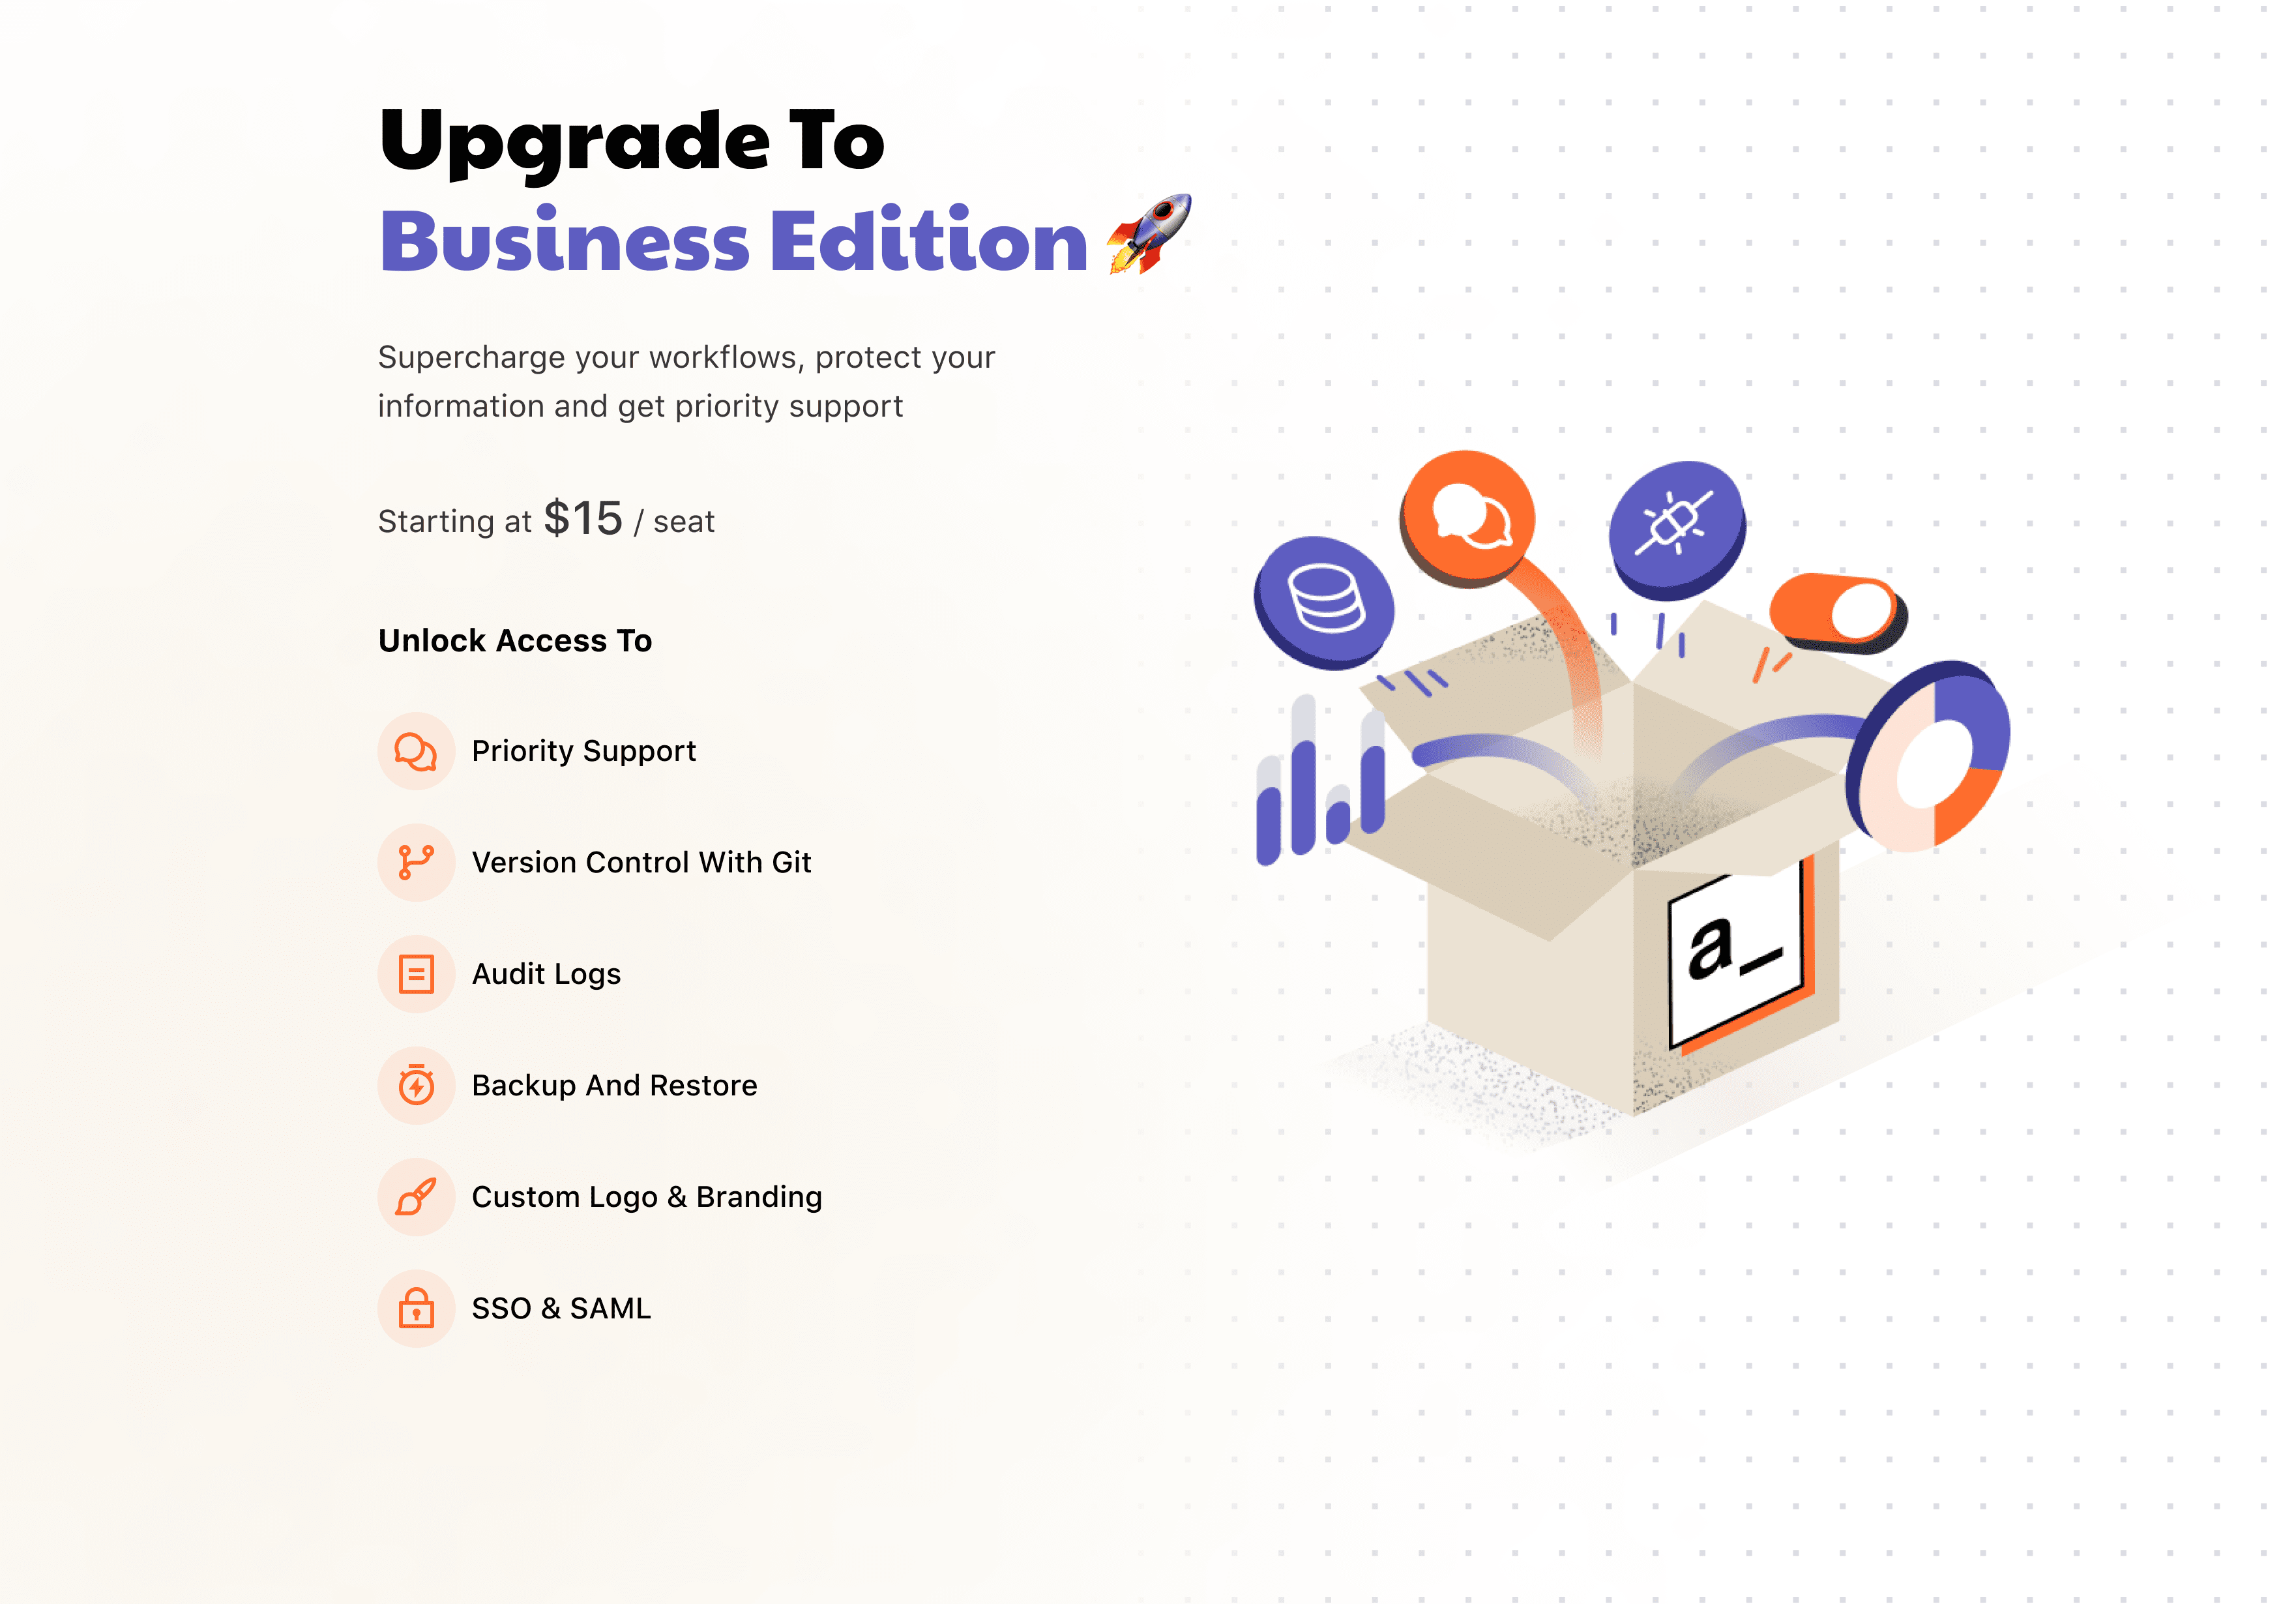 Upgrade To
Business Edition 🚀
Supercharge your workflows, protect your
information and get priority support
Starting at $15 / seat
Unlock Access To
Priority Support
Version Control With Git
Audit Logs
Backup And Restore
Custom Logo & Branding
SSO & SAML
a_